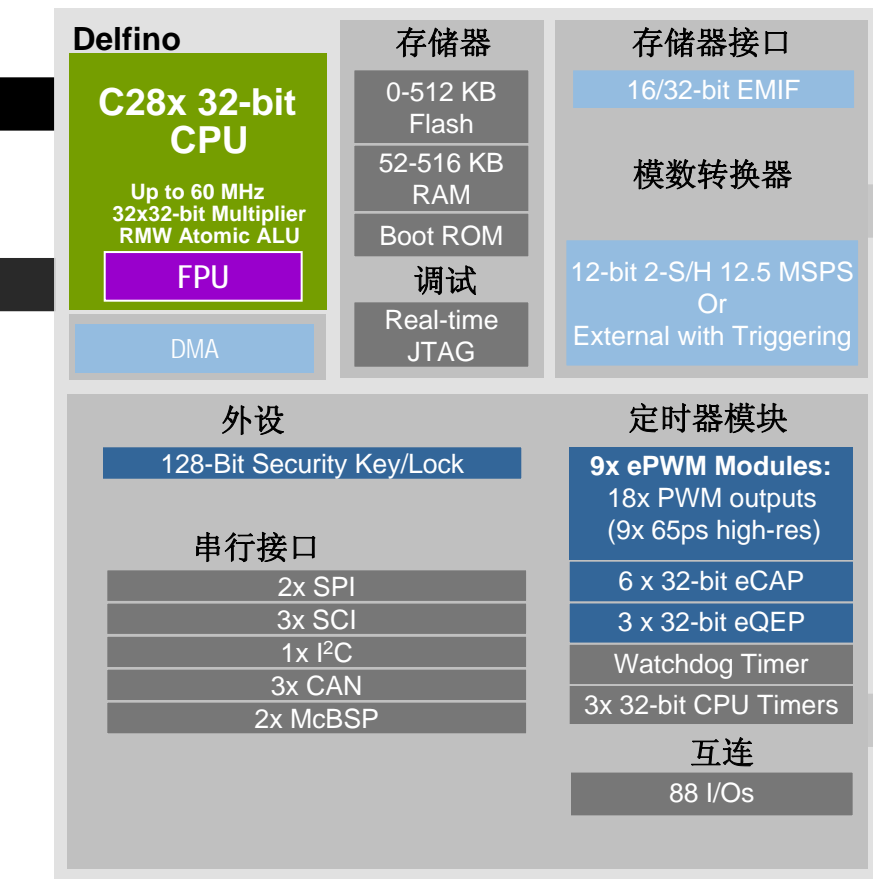 Delfino
C28x 32-bit
CPU
Up to 60 MHz
32x32-bit Multiplier
RMW Atomic ALU
FPU
DMA
存储器
0-512 KB
Flash
52-516 KB
RAM
Boot ROM
调试
Real-time
JTAG
存储器接口
16/32-bit EMIF
模数转换器
12-bit 2-S/H 12.5 MSPS
Or
External with Triggering
外设
128-Bit Security Key/Lock
串行接口
2x SPI
3x SCI
1x I²C
3x CAN
2x McBSP
定时器模块
9x ePWM Modules:
18x PWM outputs
(9x 65ps high-res)
6 x 32-bit eCAP
3 x 32-bit eQEP
Watchdog Timer
3x 32-bit CPU Timers
互连
88 I/Os